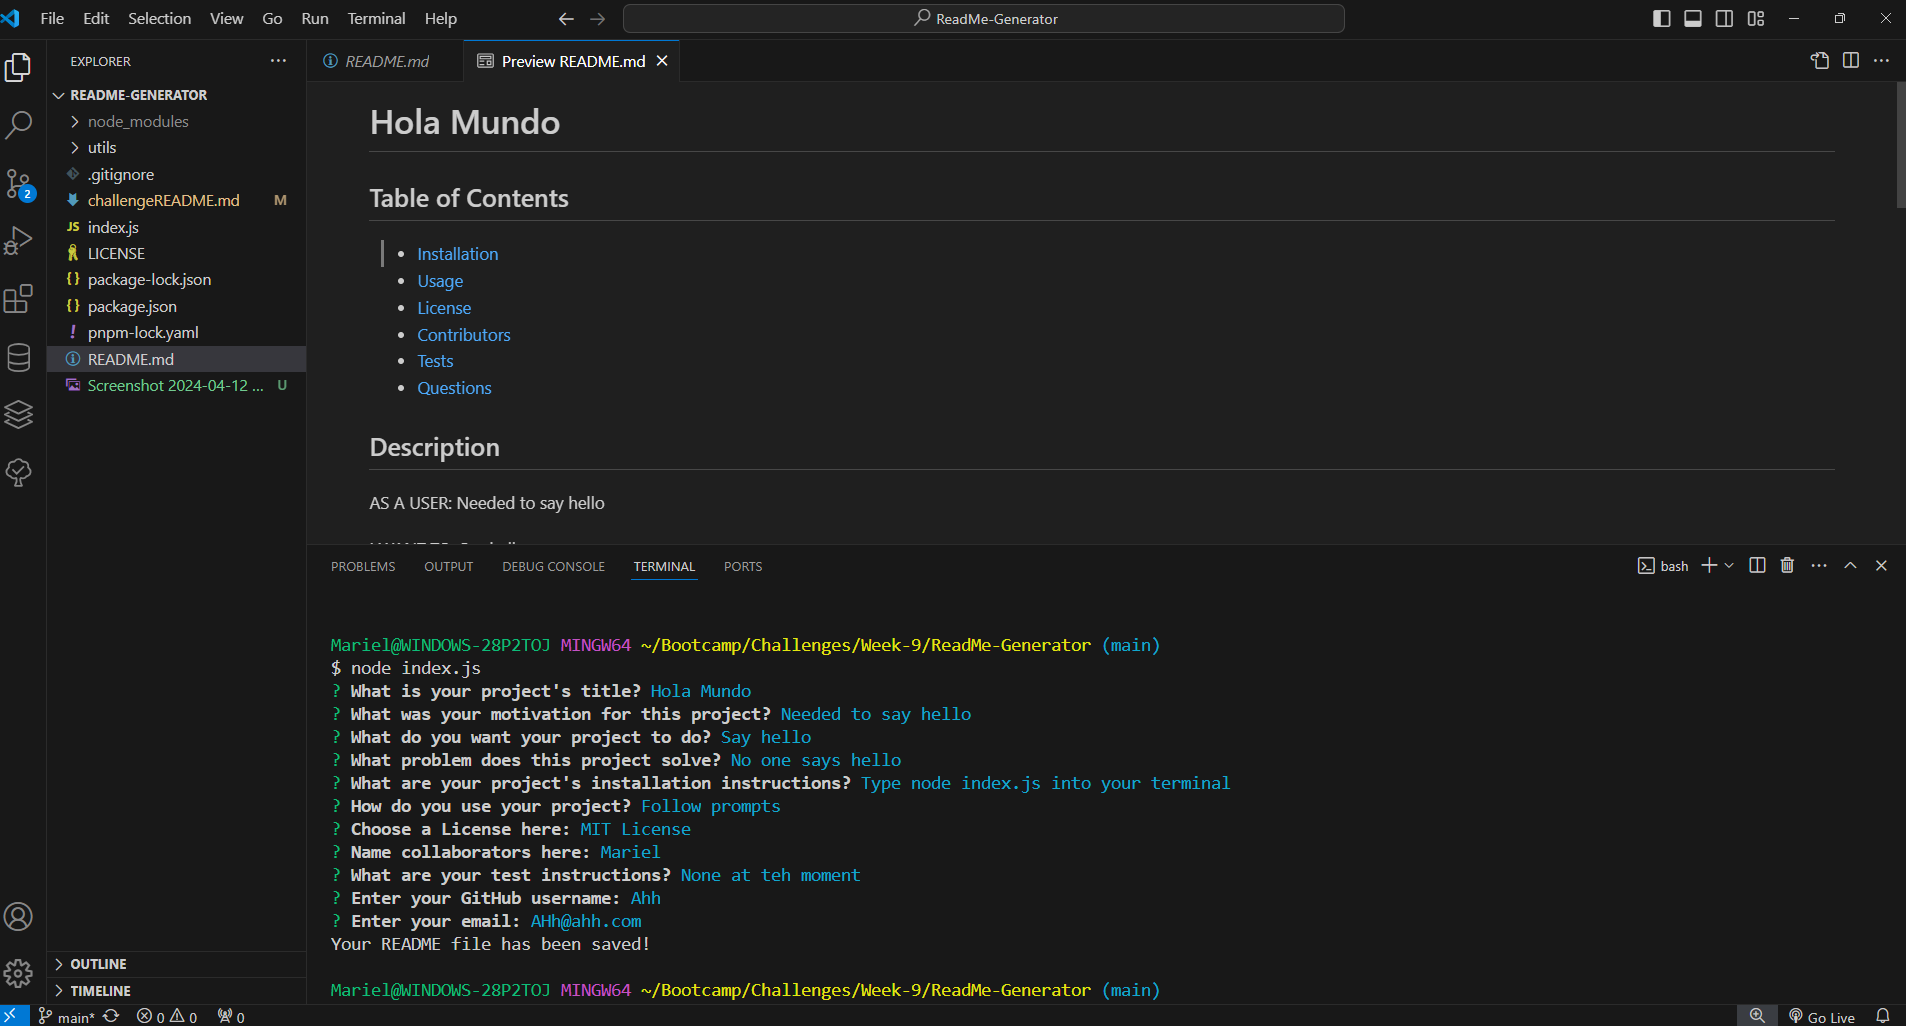 File Edit Selection View Go Run Terminal Help
ReadMe-Generator
EXPLORER
README-GENERATOR
node_modules
utils
.gitignore
challengeREADME.md M
JS index.js
LICENSE
{} package-lock.json
{} package.json
! pnpm-lock.yaml
README.md
Screenshot 2024-04-12 ... U
2
OUTLINE
TIMELINE
README.md Preview README.md
Hola Mundo
Table of Contents
• Installation
• Usage
• License
• Contributors
• Tests
• Questions
Description
AS A USER: Needed to say hello
PROBLEMS OUTPUT DEBUG CONSOLE TERMINAL PORTS
bash
Mariel@WINDOWS-28P2TOJ MINGW64 ~/Bootcamp/Challenges/Week-9/ReadMe-Generator (main)
$ node index.js
? What is your project's title? Hola Mundo
? What was your motivation for this project? Needed to say hello
? What do you want your project to do? Say hello
? What problem does this project solve? No one says hello
? What are your project's installation instructions? Type node index.js into your terminal
? How do you use your project? Follow prompts
? Choose a License here: MIT License
? Name collaborators here: Mariel
? What are your test instructions? None at teh moment
? Enter your GitHub username: Ahh
? Enter your email: AHh@ahh.com
Your README file has been saved!
Mariel@WINDOWS-28P2TOJ MINGW64 ~/Bootcamp/Challenges/Week-9/ReadMe-Generator (main)
main* 0 0 0 Go Live